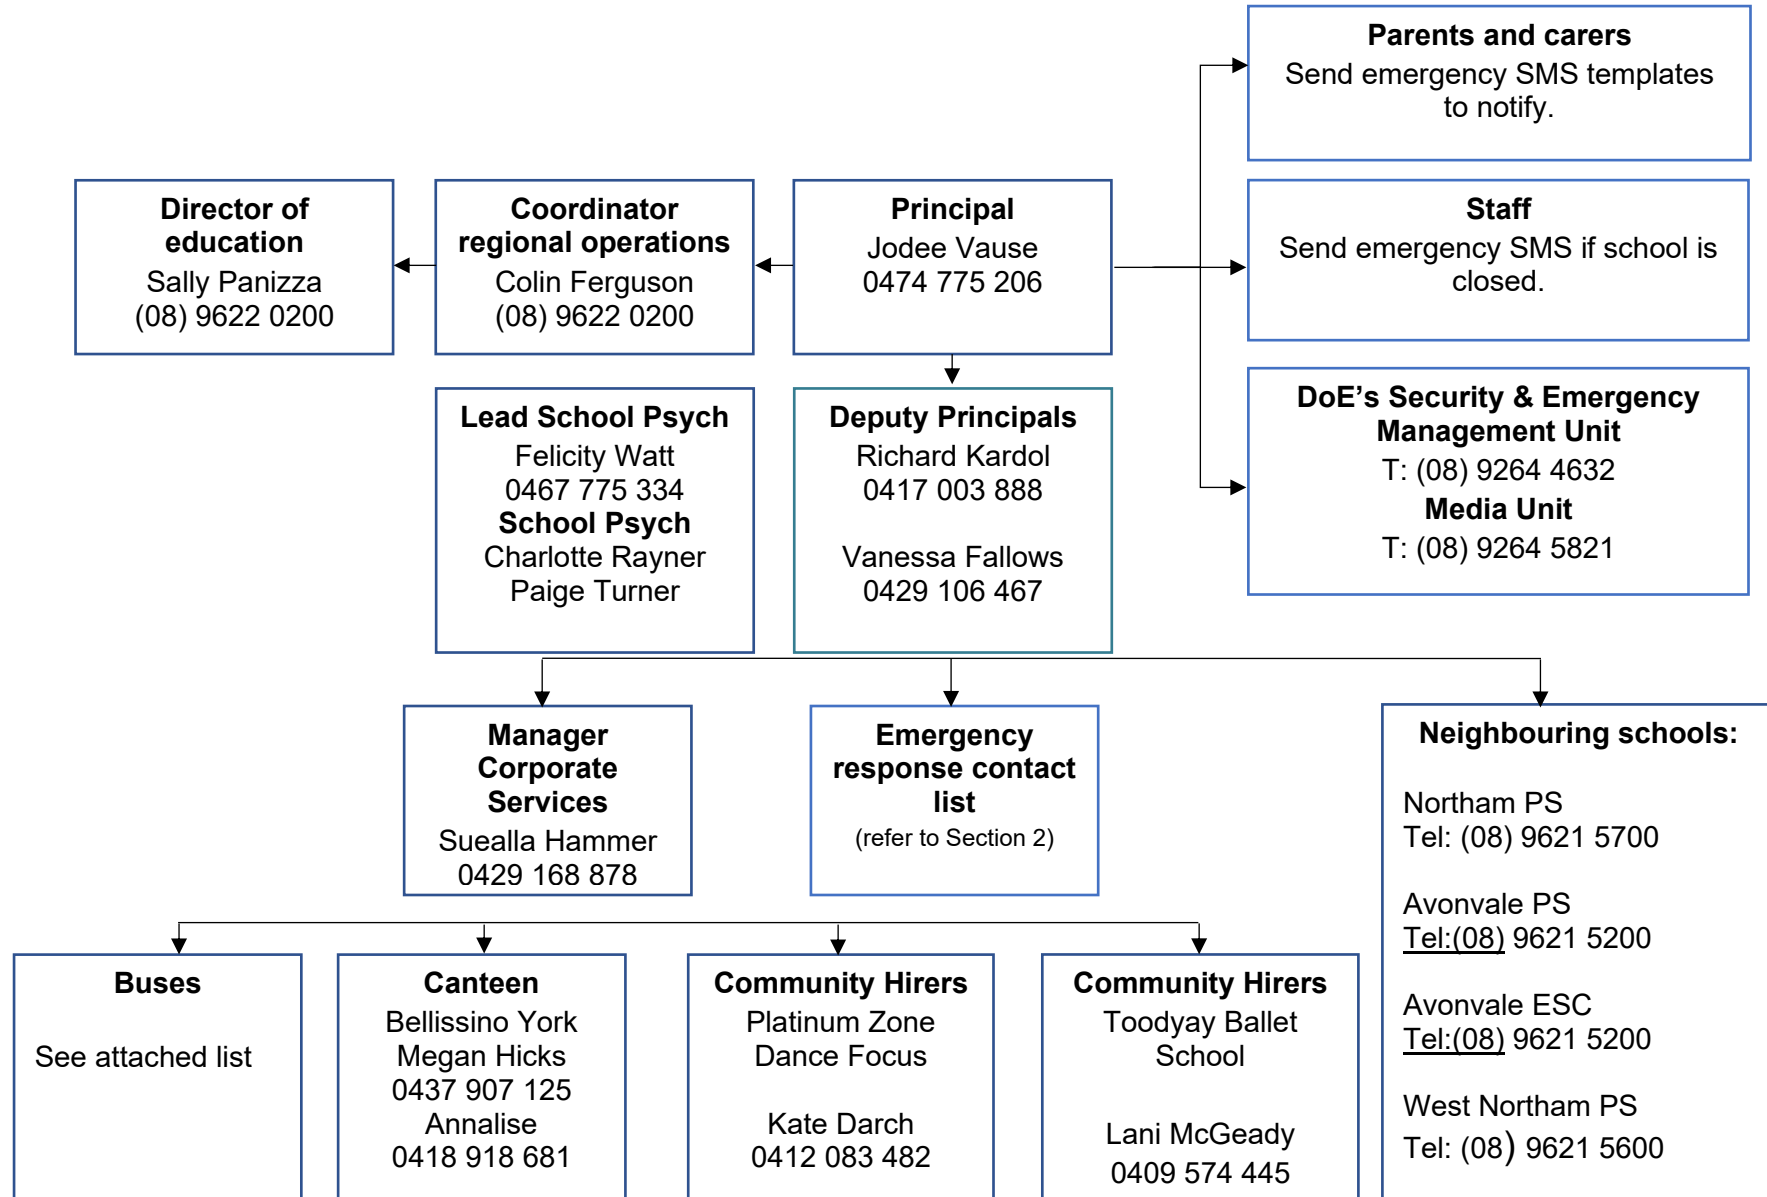 Parents and carers
Send emergency SMS templates
to notify.
Director of
education
Sally Panizza
(08) 9622 0200
Coordinator
regional operations
Colin Ferguson
(08) 9622 0200
Principal
Jodee Vause
0474 775 206
Staff
Send emergency SMS if school is
closed.
Lead School Psych
Felicity Watt
0467 775 334
School Psych
Charlotte Rayner
Paige Turner
Deputy Principals
Richard Kardol
0417 003 888
Vanessa Fallows
0429 106 467
DoE’s Security & Emergency
Management Unit
T: (08) 9264 4632
Media Unit
T: (08) 9264 5821
Manager
Corporate
Services
Suealla Hammer
0429 168 878
Emergency
response contact
list
(refer to Section 2)
Neighbouring schools:
Northam PS
Tel: (08) 9621 5700
Avonvale PS
Tel:(08) 9621 5200
Avonvale ESC
Tel:(08) 9621 5200
West Northam PS
Tel: (08) 9621 5600
Buses
See attached list
Canteen
Bellissino York
Megan Hicks
0437 907 125
Annalise
0418 918 681
Community Hirers
Platinum Zone
Dance Focus
Kate Darch
0412 083 482
Community Hirers
Toodyay Ballet
School
Lani McGeady
0409 574 445